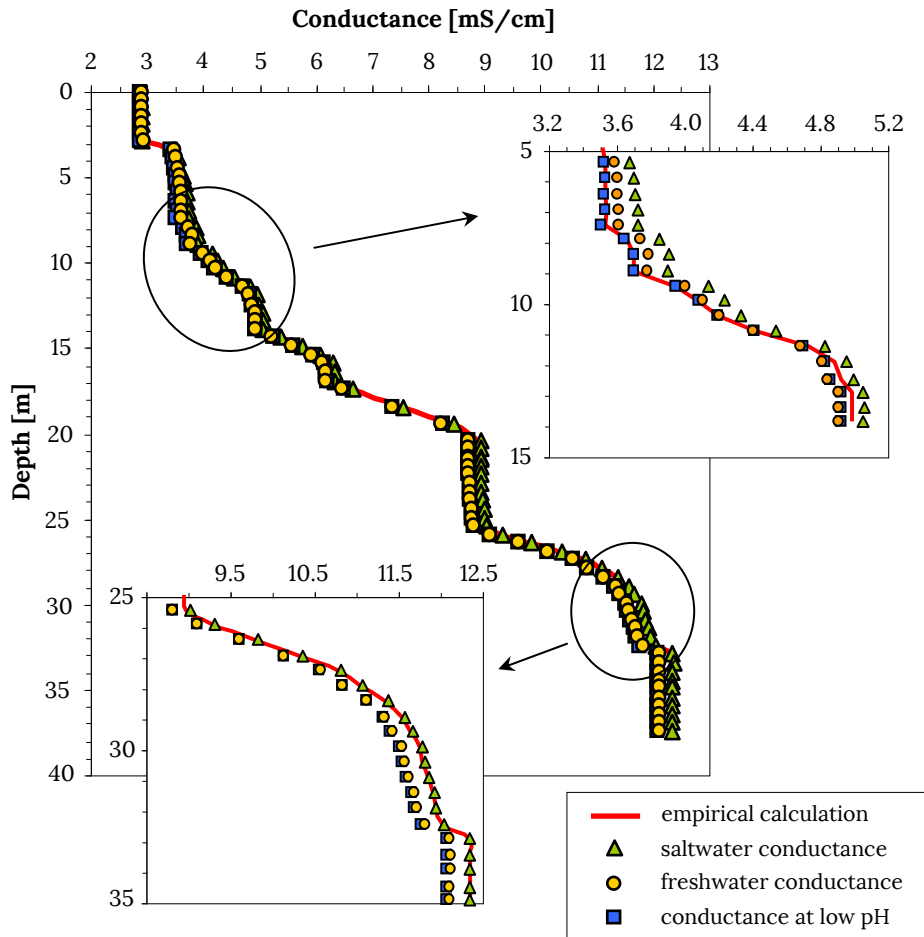 Conductance [mS/cm]
2 3 4 5 6 7 8 9 10 11 12 13
0
5
10
15
20
25
30
35
40
Depth [m]
3.2 3.6 4.0 4.4 4.8 5.2
5
10
15
9.5 10.5 11.5 12.5
25
30
35
empirical calculation
saltwater conductance
freshwater conductance
conductance at low pH